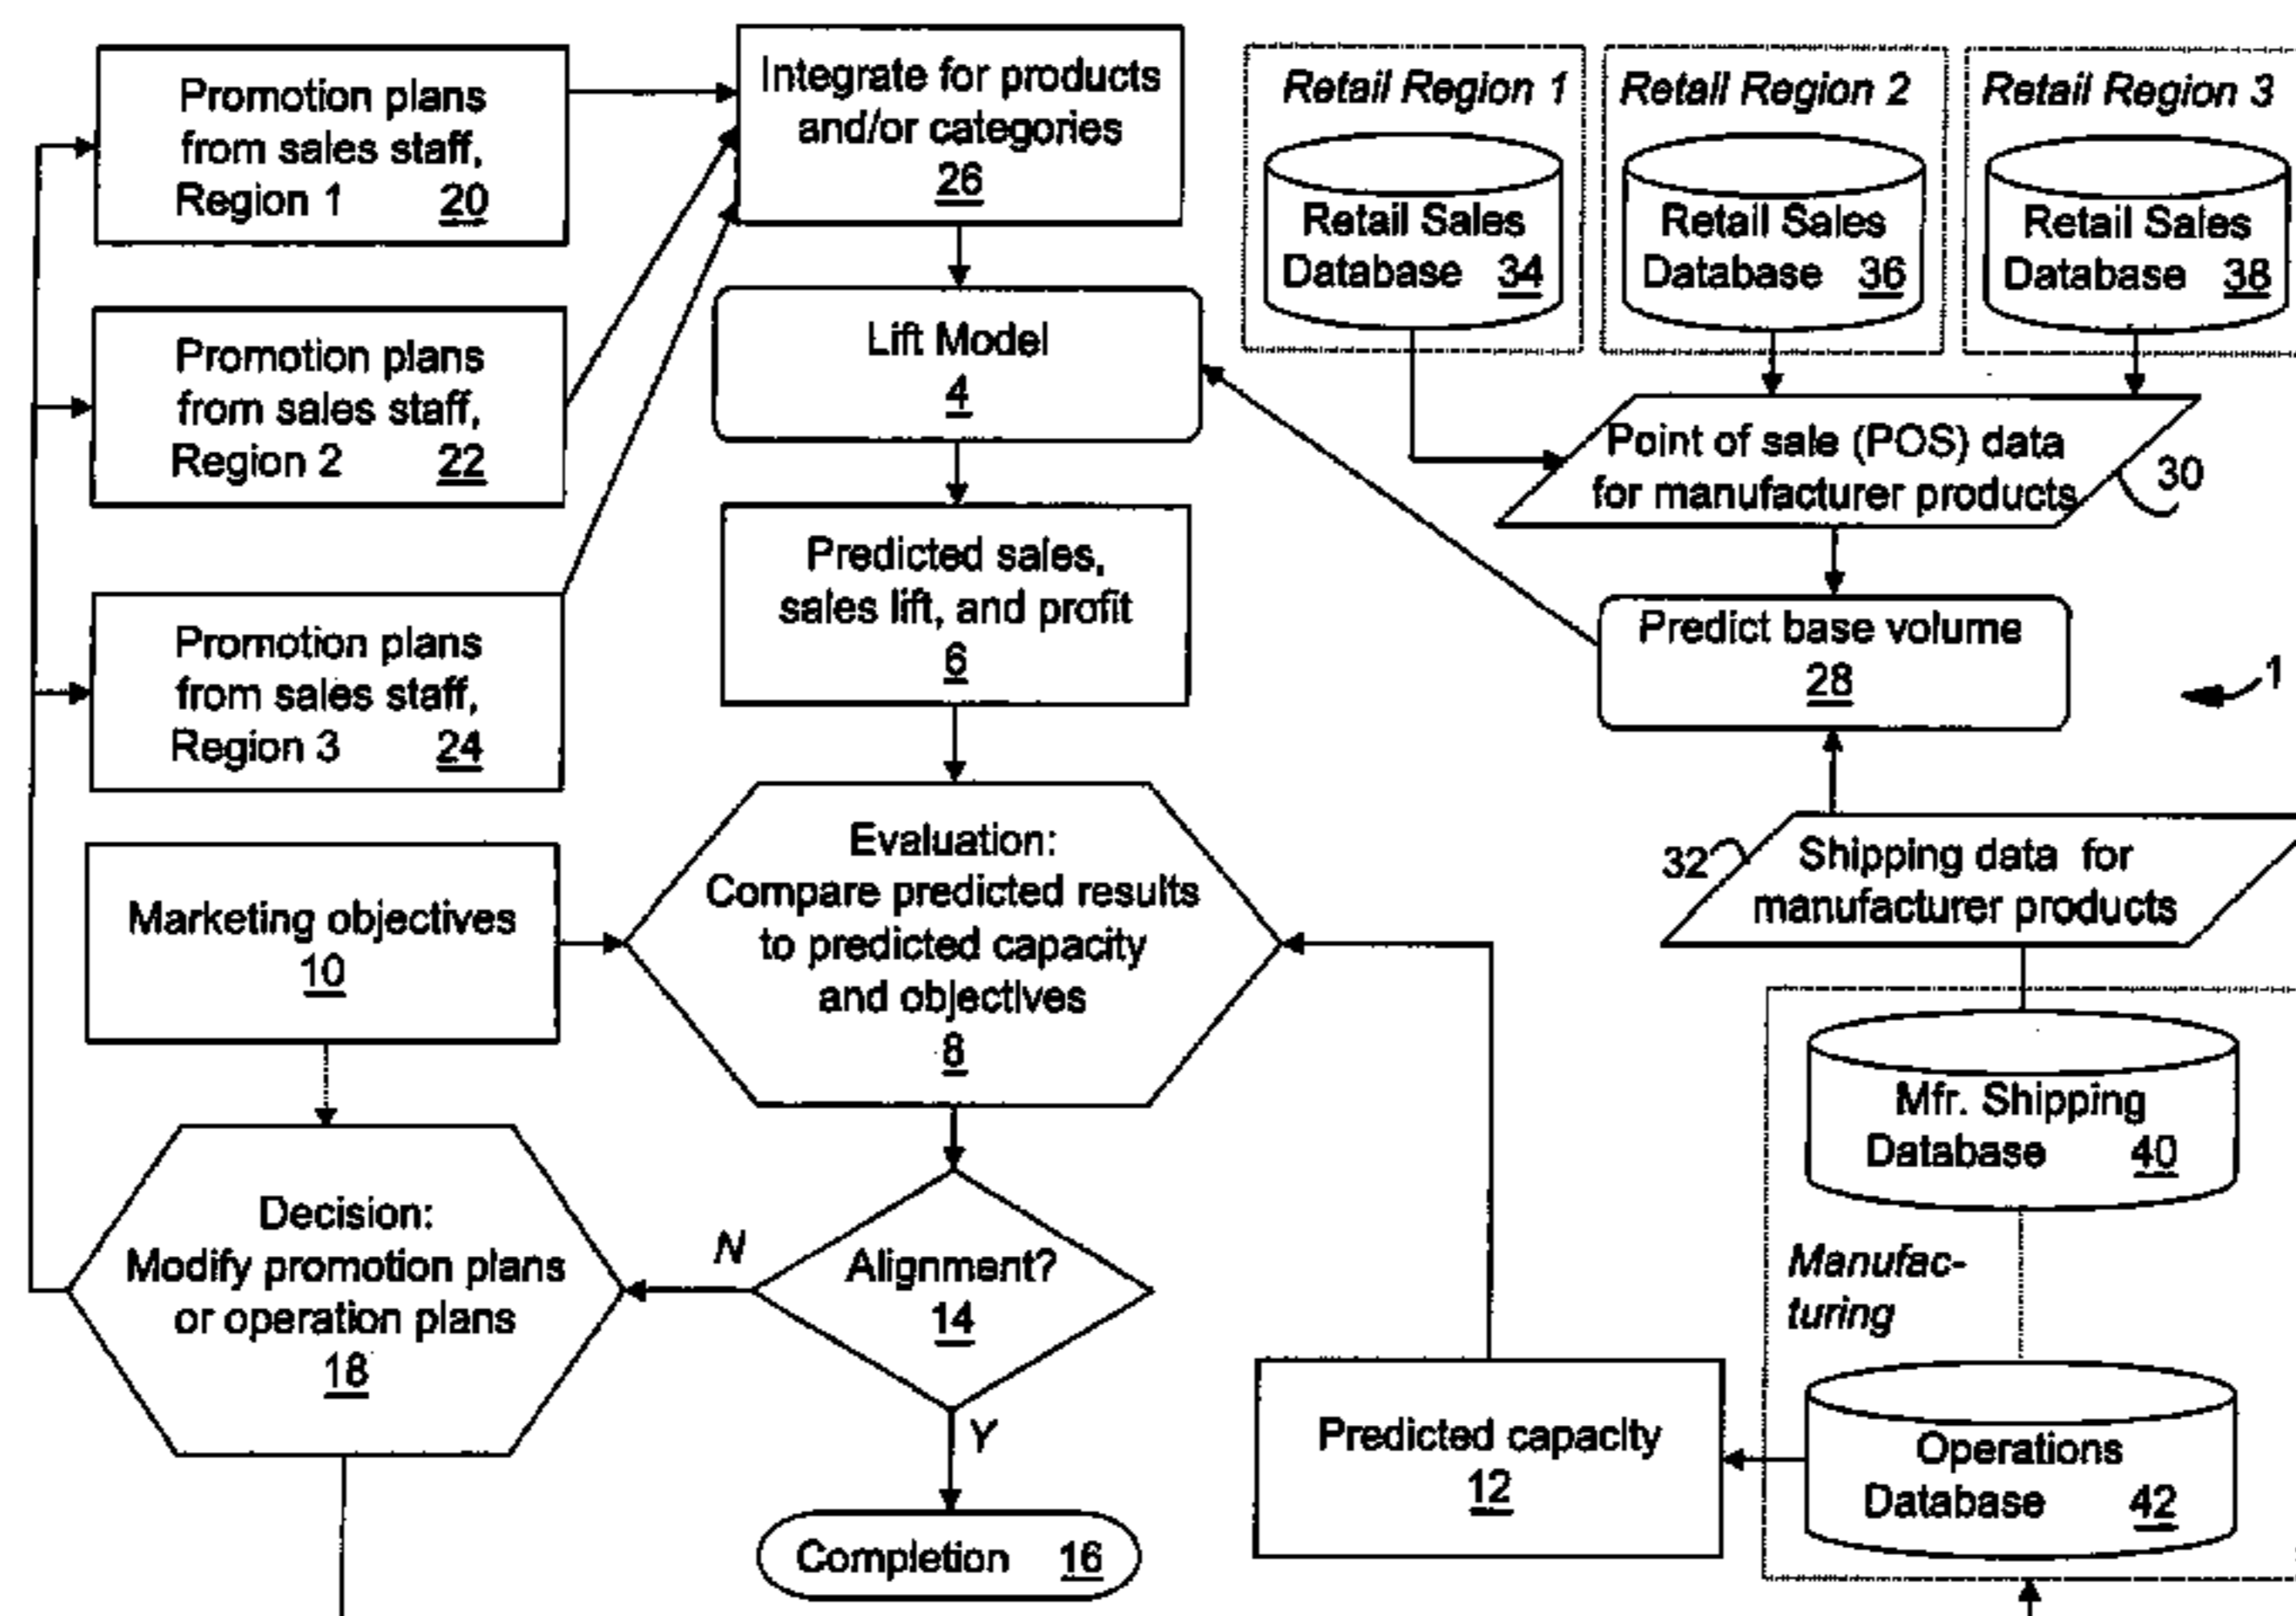 Promotion plans
from sales staff,
Region 1 20
Promotion plans
from sales staff,
Region 2 22
Promotion plans
from sales staff,
Region 3 24
Marketing objectives
10
Decision:
Modify promotion plans
or operation plans
18
Integrate for products
and/or categories
26
Lift Model
4
Predicted sales,
sales lift, and profit
6
Evaluation:
Compare predicted results
to predicted capacity
and objectives
8
Alignment?
14
N
Y
Completion 16
Retail Region 1
Retail Sales
Database 34
Retail Region 2
Retail Sales
Database 36
Retail Region 3
Retail Sales
Database 38
Point of sale (POS) data
for manufacturer products
30
Predict base volume
28
1
32
Shipping data for
manufacturer products
Mfr. Shipping
Database 40
Manufac-
turing
Operations
Database 42
Predicted capacity
12